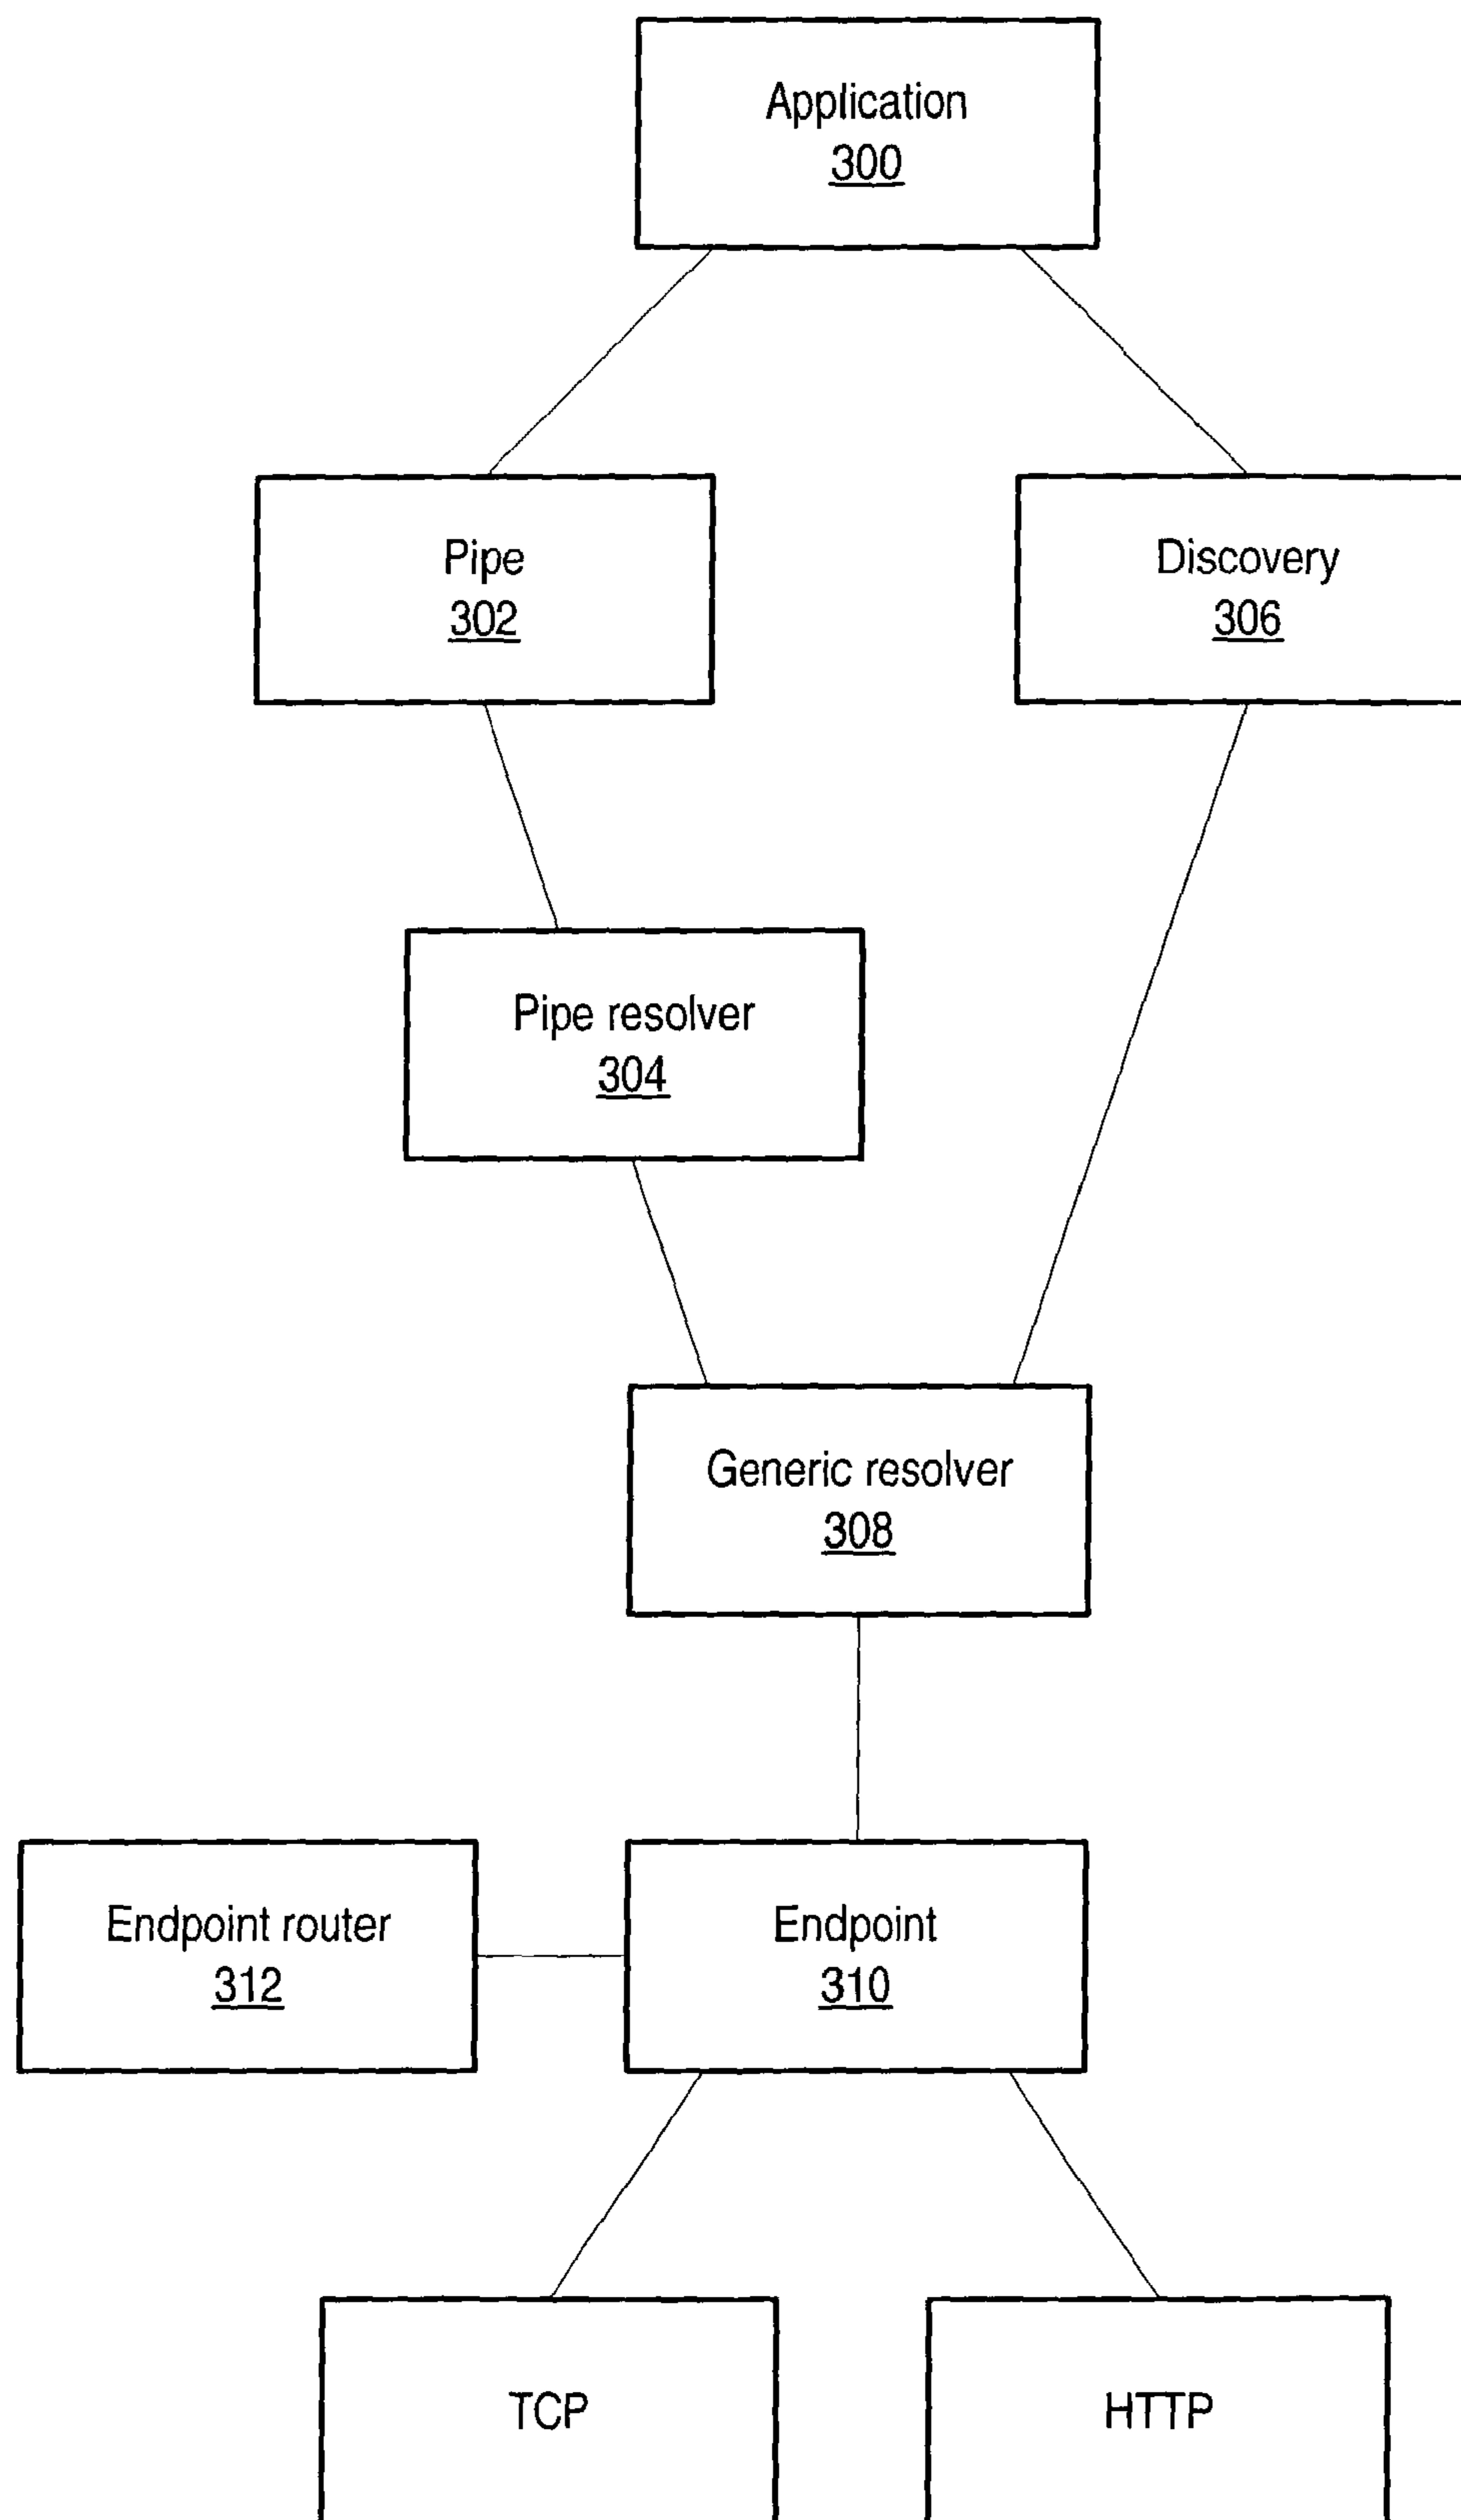 Application
300
Pipe
302
Discovery
306
Pipe resolver
304
Generic resolver
308
Endpoint router
312
Endpoint
310
TCP
HTTP